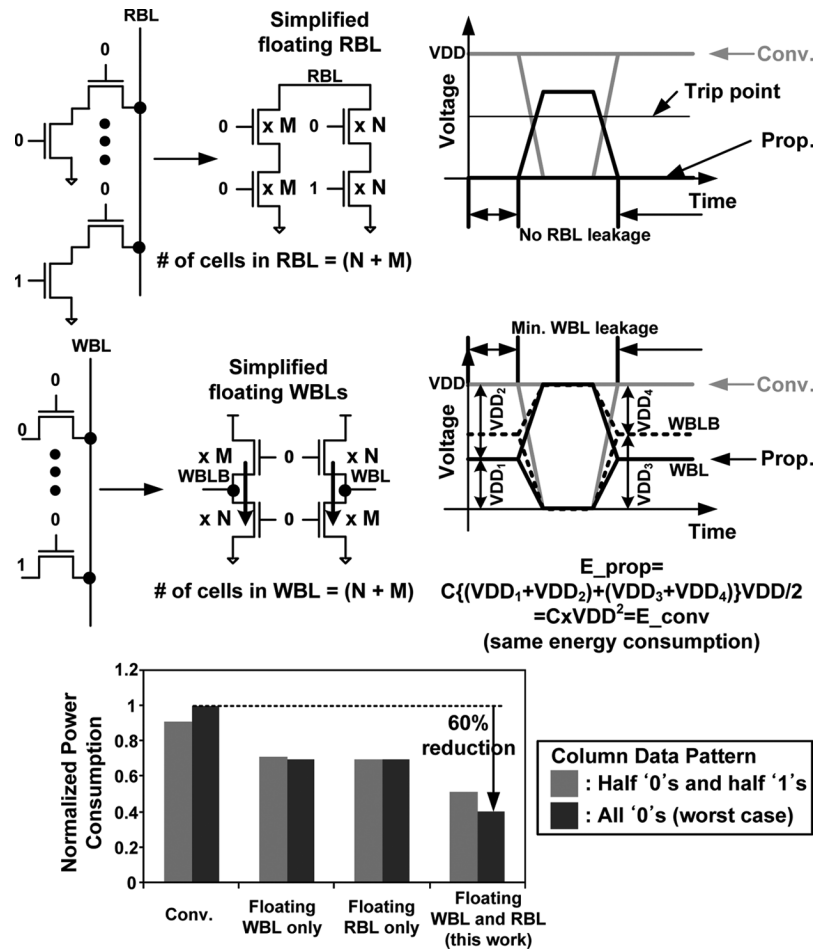 RBL
0
0
0
1
Simplified
floating RBL
RBL
0
x M
0
x N
0
x M
1
x N
# of cells in RBL = (N + M)
VDD
Voltage
Conv.
Trip point
Prop.
Time
No RBL leakage
WBL
0
0
0
1
Simplified
floating WBLs
x M
0
x N
WBLB
WBL
x N
0
x M
# of cells in WBL = (N + M)
Min. WBL leakage
VDD
Voltage
VDD2
VDD1
VDD4
VDD3
Conv.
WBLB
WBL
Prop.
Time
E_prop=
C{(VDD1+VDD2)+(VDD3+VDD4)}VDD/2
=CxVDD²=E_conv
(same energy consumption)
Normalized Power
Consumption
1.2
1
0.8
0.6
0.4
0.2
0
60%
reduction
Conv.
Floating
WBL only
Floating
RBL only
Floating
WBL and RBL
(this work)
Column Data Pattern
: Half ‘0’s and half ‘1’s
: All ‘0’s (worst case)